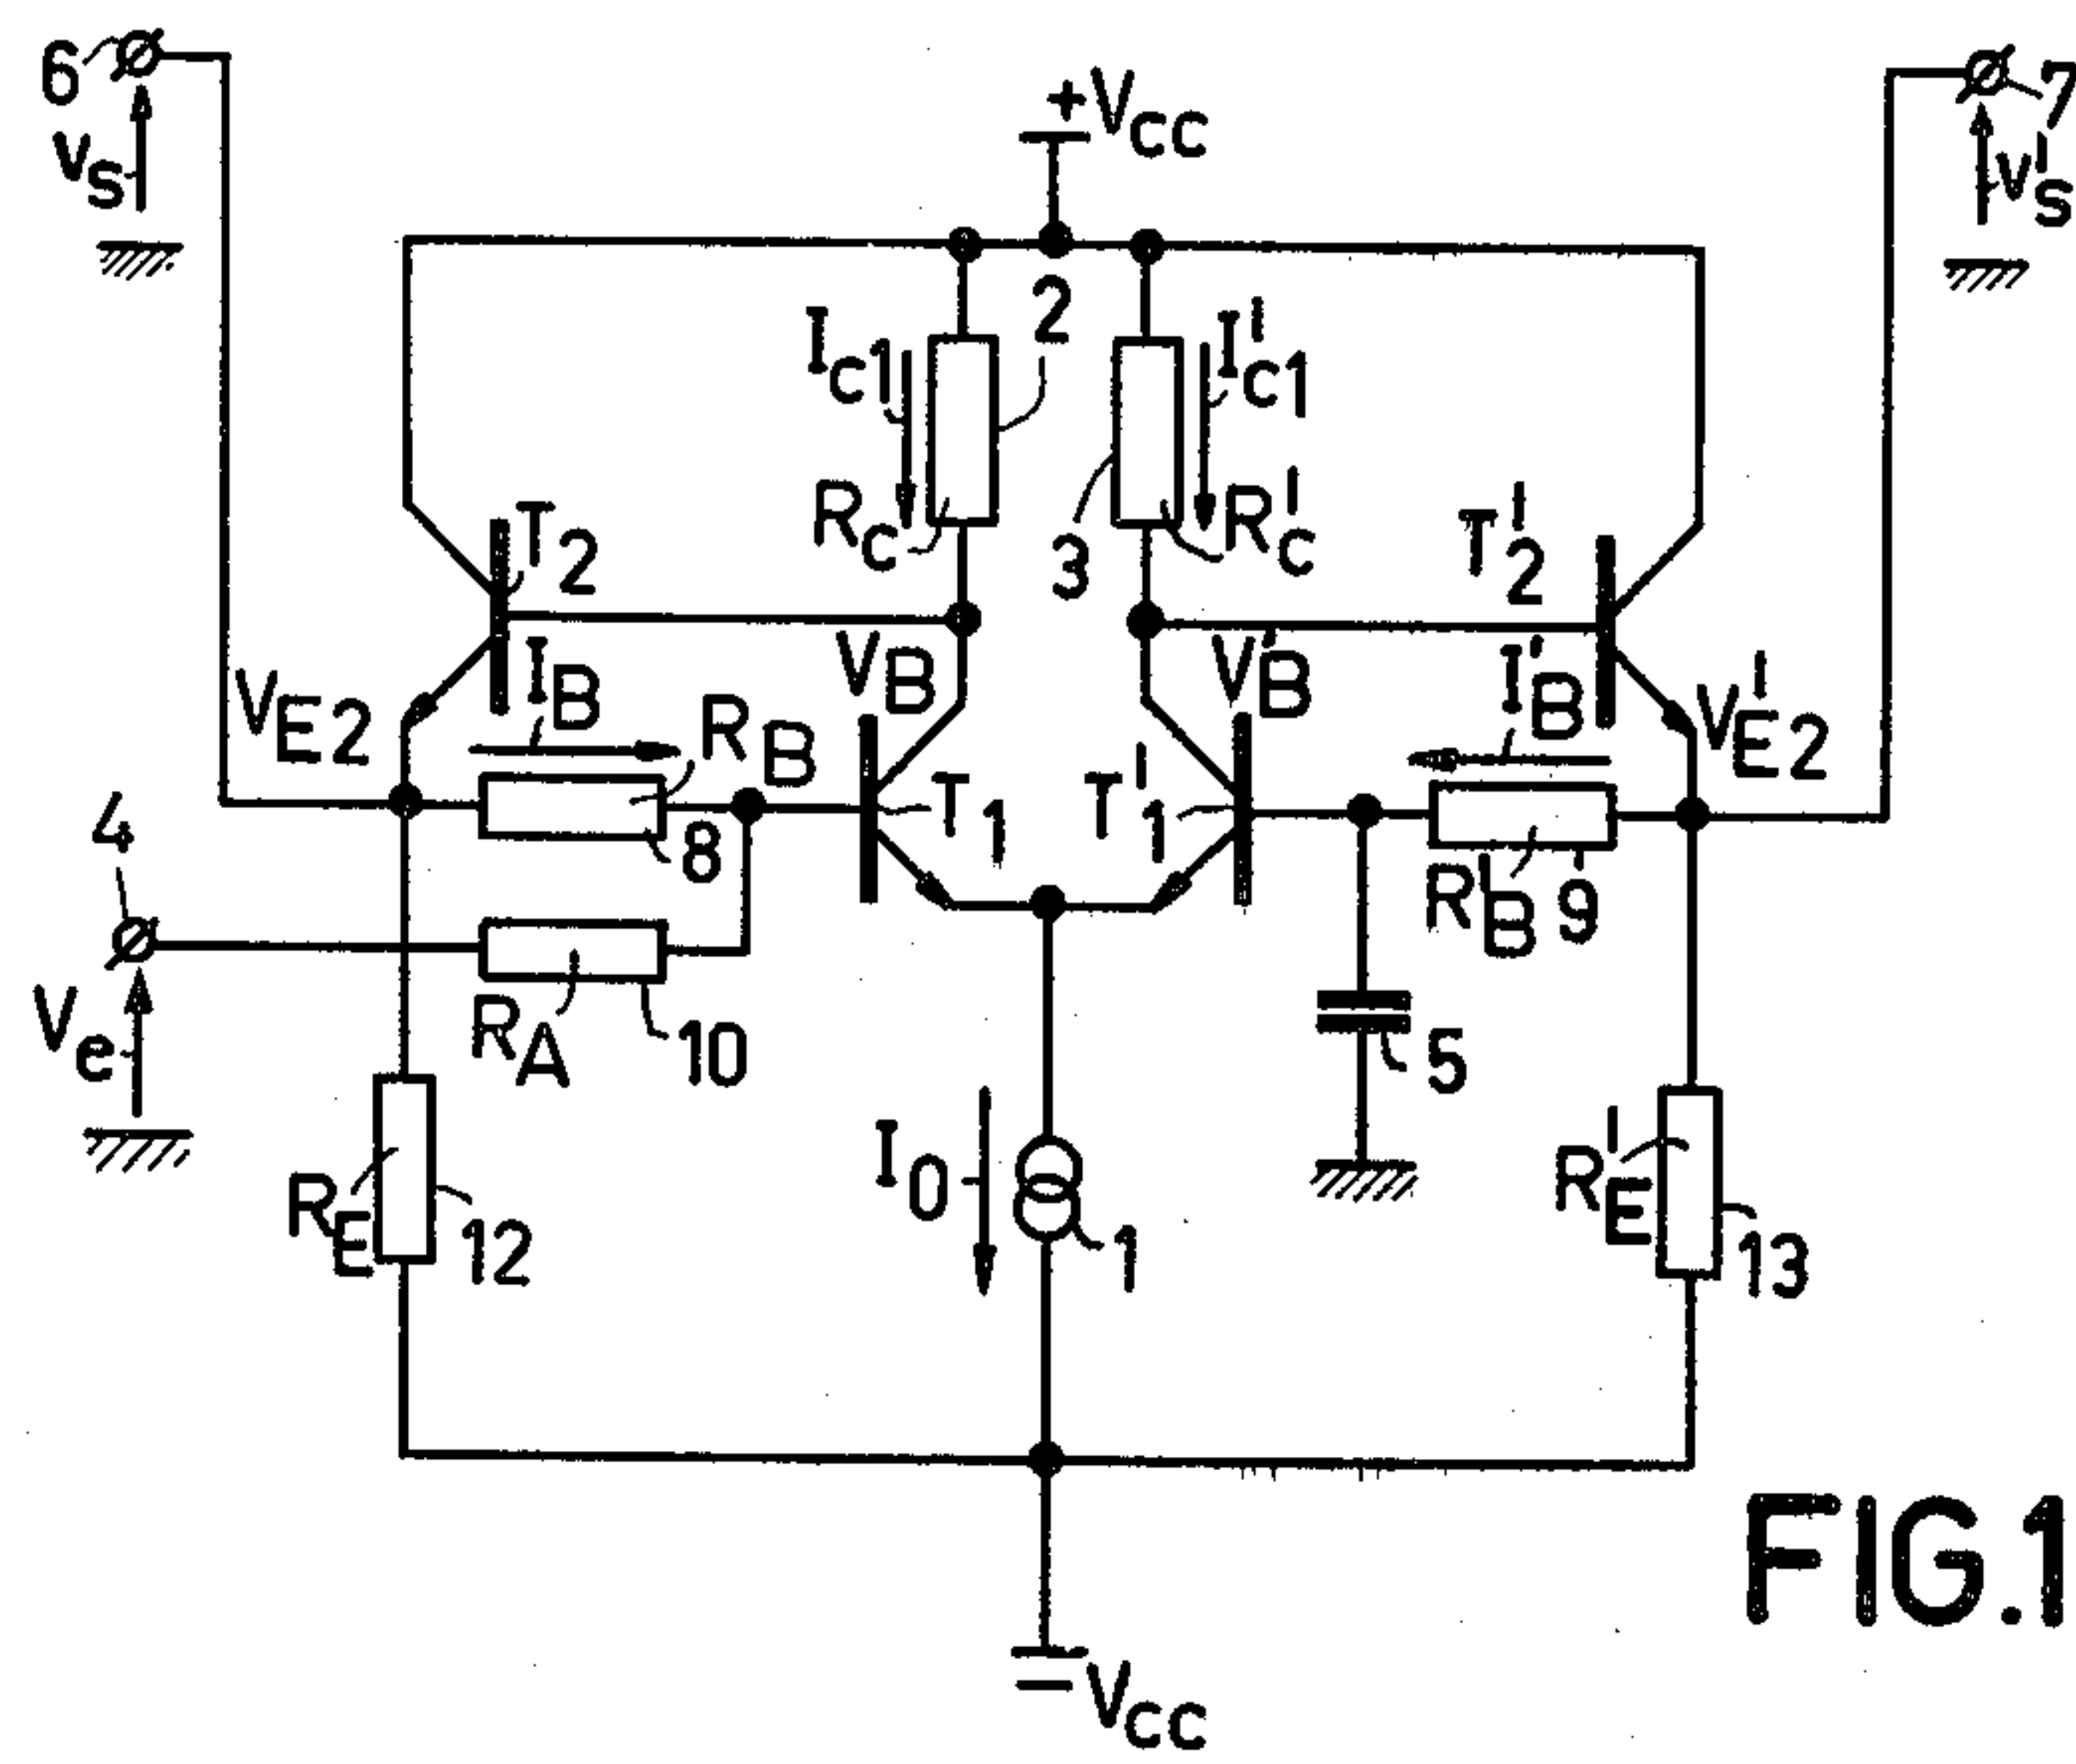 6
7
+VCC
vs
v's
2
Ic1
I'c1
Rc
R'c
3
T2
T'2
IB
I'B
VB
V'B
VE2
V'E2
RB
T1
T'1
4
8
R'B
9
Ve
RA
10
5
I0
1
RE
12
R'E
13
FIG.1
-Vcc